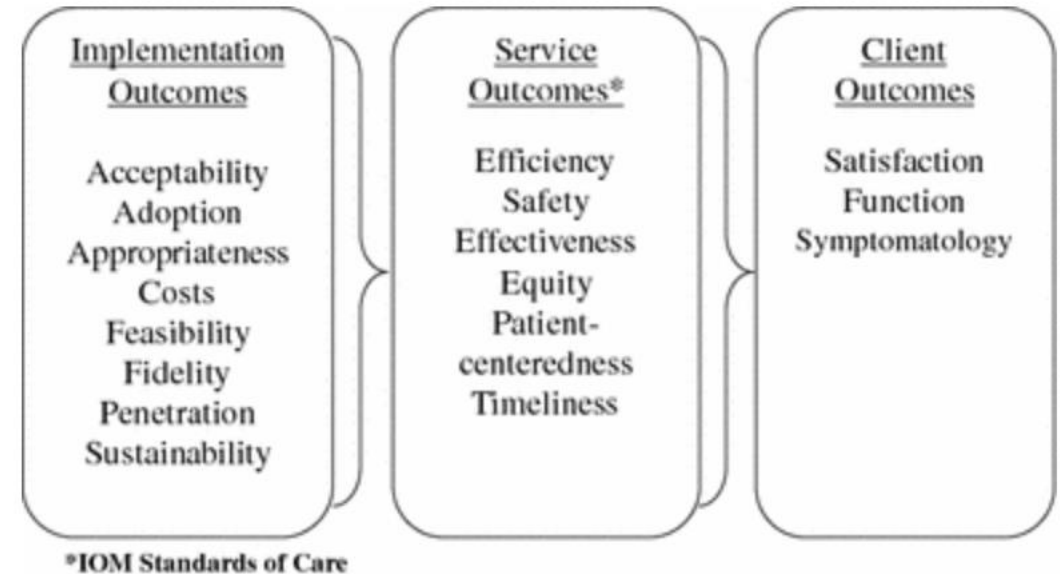 Implementation
Outcomes
Acceptability
Adoption
Appropriateness
Costs
Feasibility
Fidelity
Penetration
Sustainability
Service
Outcomes*
Efficiency
Safety
Effectiveness
Equity
Patient-
centeredness
Timeliness
Client
Outcomes
Satisfaction
Function
Symptomatology
*IOM Standards of Care